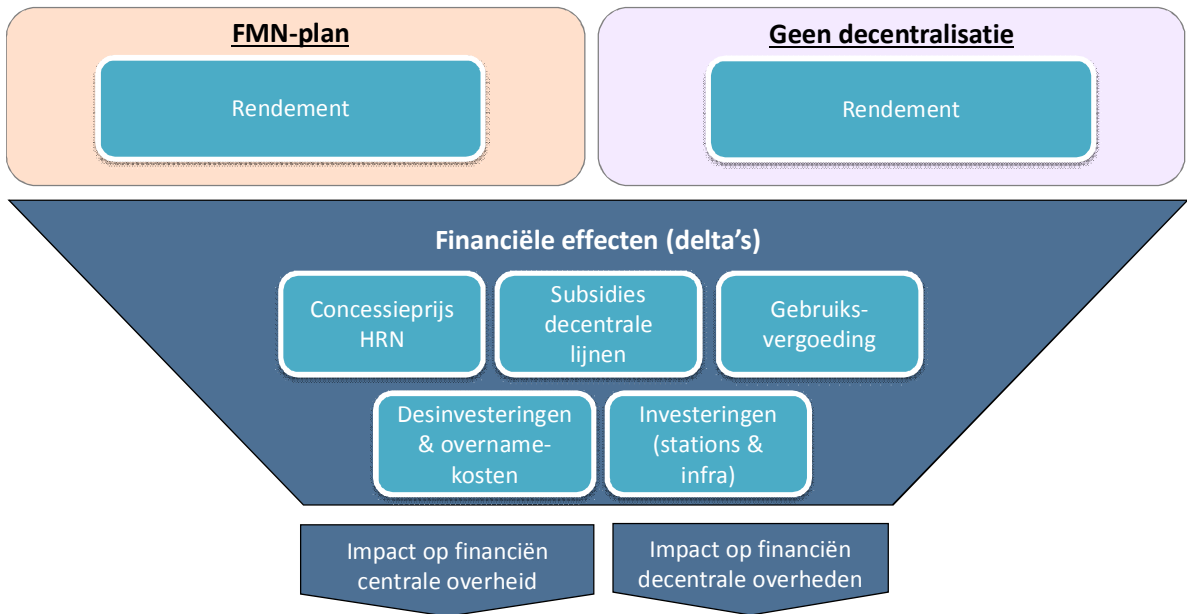 FMN-plan
Rendement
Geen decentralisatie
Rendement
Financiële effecten (delta’s)
Concessieprijs
HRN
Subsidies
decentrale
lijnen
Gebruiks-
vergoeding
Desinvesteringen
& overname-
kosten
Investeringen
(stations &
infra)
Impact op financiën
centrale overheid
Impact op financiën
decentrale overheden